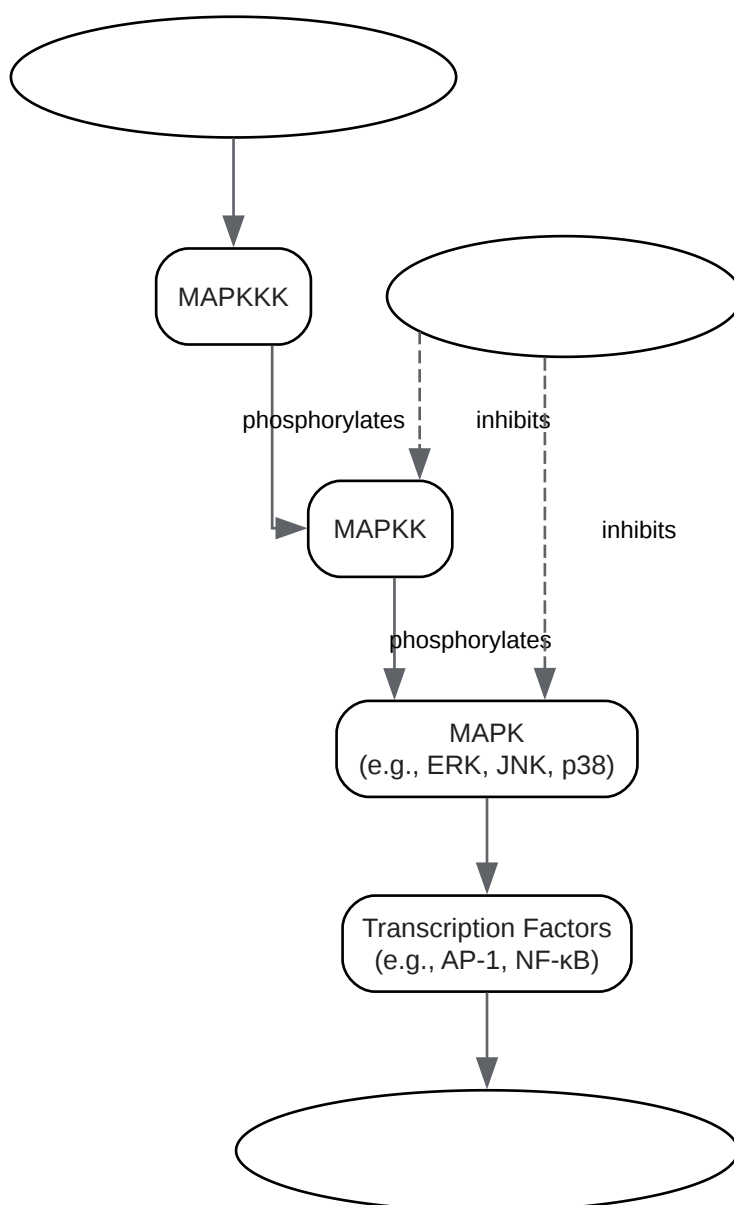 MAPKKK
phosphorylates
inhibits
MAPKK
inhibits
phosphorylates
MAPK
(e.g., ERK, JNK, p38)
Transcription Factors
(e.g., AP-1, NF-κB)